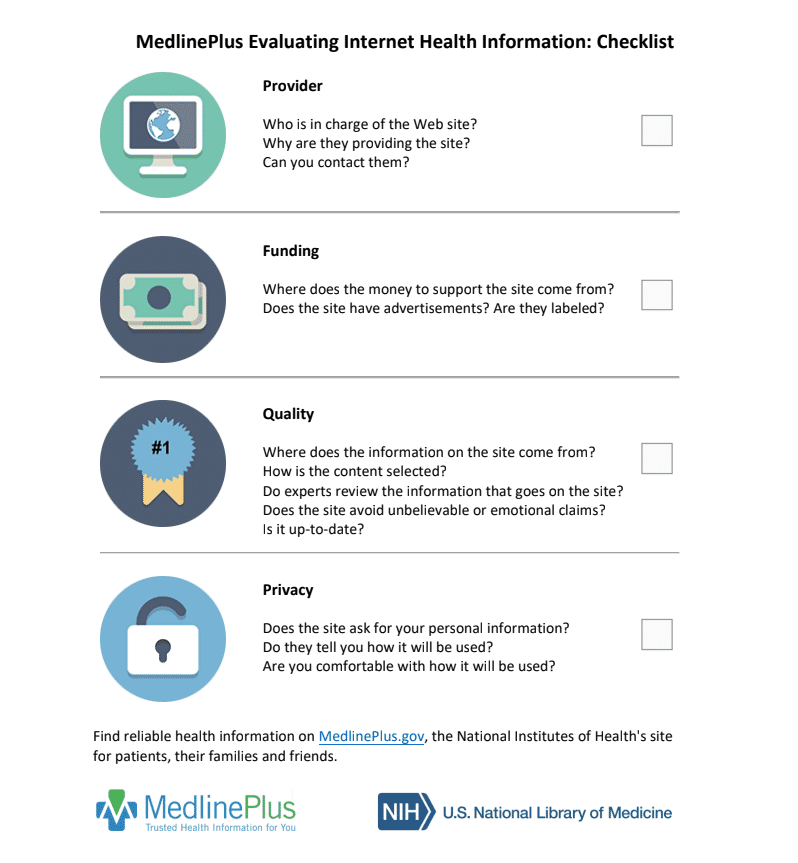 MedlinePlus Evaluating Internet Health Information: Checklist
Provider
Who is in charge of the Web site?
Why are they providing the site?
Can you contact them?
Funding
Where does the money to support the site come from?
Does the site have advertisements? Are they labeled?
#1
Quality
Where does the information on the site come from?
How is the content selected?
Do experts review the information that goes on the site?
Does the site avoid unbelievable or emotional claims?
Is it up-to-date?
Privacy
Does the site ask for your personal information?
Do they tell you how it will be used?
Are you comfortable with how it will be used?
Find reliable health information on MedlinePlus.gov, the National Institutes of Health's site
for patients, their families and friends.
MedlinePlus
Trusted Health Information for You
NIH U.S. National Library of Medicine